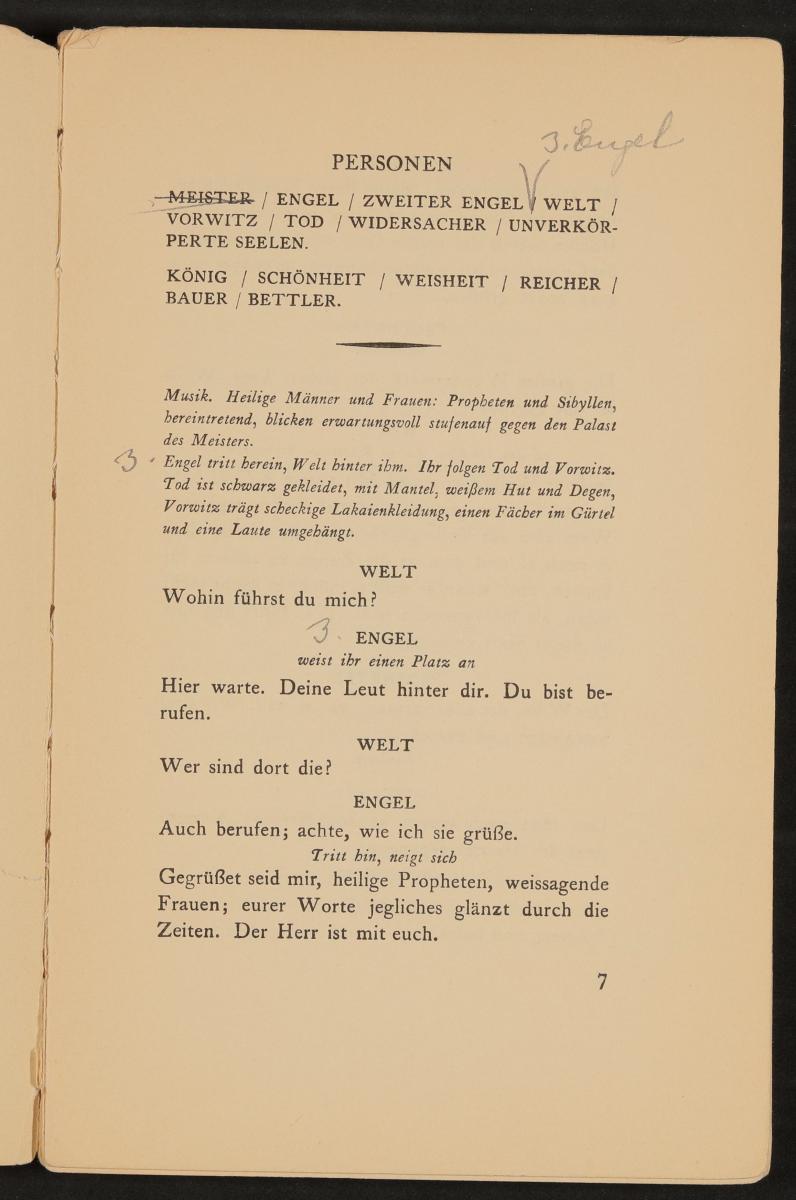 3. Engel
PERSONEN
MEISTER / ENGEL / ZWEITER ENGEL / WELT /
VORWITZ / TOD / WIDERSACHER / UNVERKÖR-
PERTE SEELEN.
KÖNIG / SCHÖNHEIT / WEISHEIT / REICHER /
BAUER / BETTLER.
Musik. Heilige Männer und Frauen: Propheten und Sibyllen,
hereintretend, blicken erwartungsvoll stufenauf gegen den Palast
des Meisters.
3. Engel tritt herein, Welt hinter ihm. Ihr folgen Tod und Vorwitz.
Tod ist schwarz gekleidet, mit Mantel, weißem Hut und Degen,
Vorwitz trägt scheckige Lakaienkleidung, einen Fächer im Gürtel
und eine Laute umgehängt.
WELT
Wohin führst du mich?
3. ENGEL
weist ihr einen Platz an
Hier warte. Deine Leut hinter dir. Du bist be-
rufen.
WELT
Wer sind dort die?
ENGEL
Auch berufen; achte, wie ich sie grüße.
Tritt hin, neigt sich
Gegrüßet seid mir, heilige Propheten, weissagende
Frauen; eurer Worte jegliches glänzt durch die
Zeiten. Der Herr ist mit euch.
7